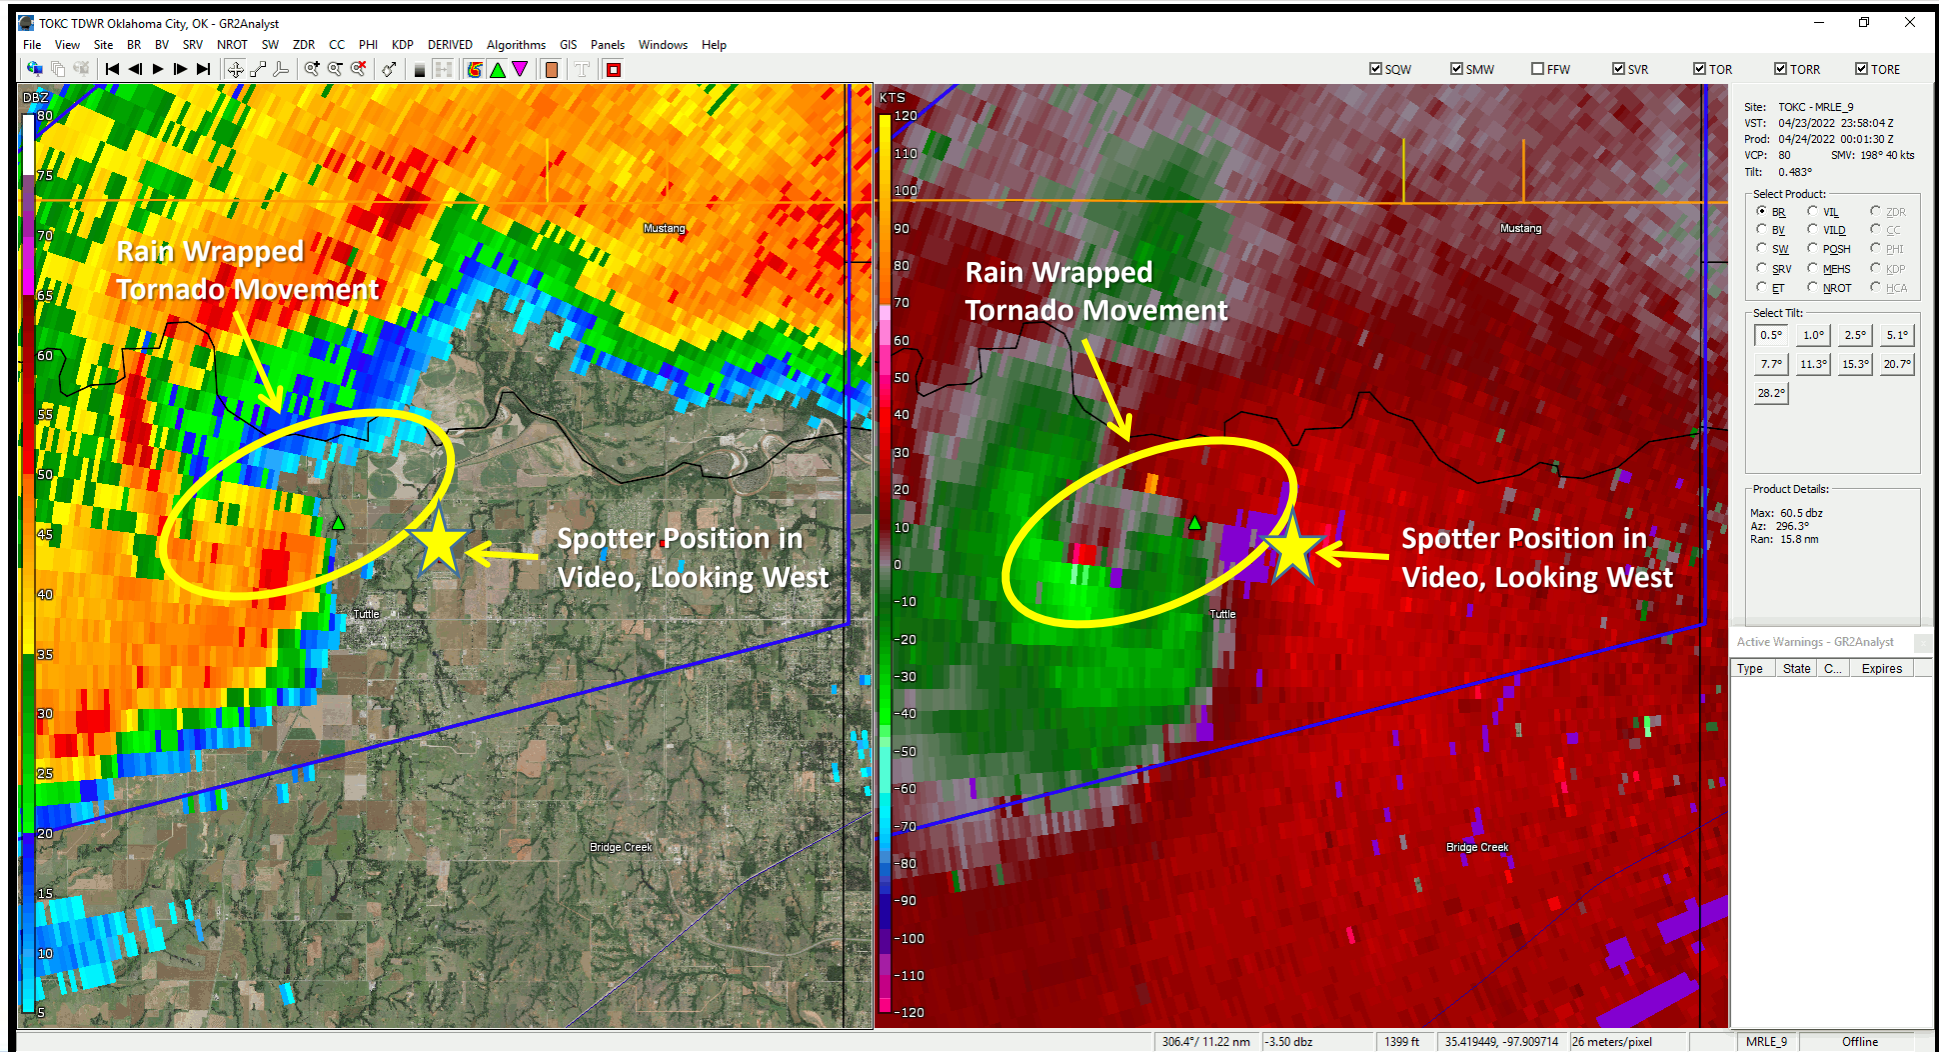 TOKC TDWR Oklahoma City, OK - GR2Analyst
File View Site BR BV SRV NROT SW ZDR CC PHI KDP DERIVED Algorithms GIS Panels Windows Help
SQW SMW FFW SVR TOR TORR TORE
DBZ
80
75
70
65
60
55
50
45
40
35
30
25
20
15
10
5
Mustang
Rain Wrapped
Tornado Movement
Spotter Position in
Video, Looking West
Tuttle
Bridge Creek
KTS
120
110
100
90
80
70
60
50
40
30
20
10
0
-10
-20
-30
-40
-50
-60
-70
-80
-90
-100
-110
-120
Mustang
Rain Wrapped
Tornado Movement
Spotter Position in
Video, Looking West
Tuttle
Bridge Creek
Site: TOKC - MRLE_9
VST: 04/23/2022 23:58:04 Z
Prod: 04/24/2022 00:01:30 Z
VCP: 80 SMV: 198° 40 kts
Tilt: 0.483°
Select Product:
BR VIL ZDR
BV VILD CC
SW POSH PHI
SRV MEHS KDP
ET NROT HCA
Select Tilt:
0.5° 1.0° 2.5° 5.1°
7.7° 11.3° 15.3° 20.7°
28.2°
Product Details:
Max: 60.5 dbz
Az: 296.3°
Ran: 15.8 nm
Active Warnings - GR2Analyst
Type State C... Expires
306.4°/ 11.22 nm -3.50 dbz 1399 ft 35.419449, -97.909714 26 meters/pixel MRLE_9 Offline